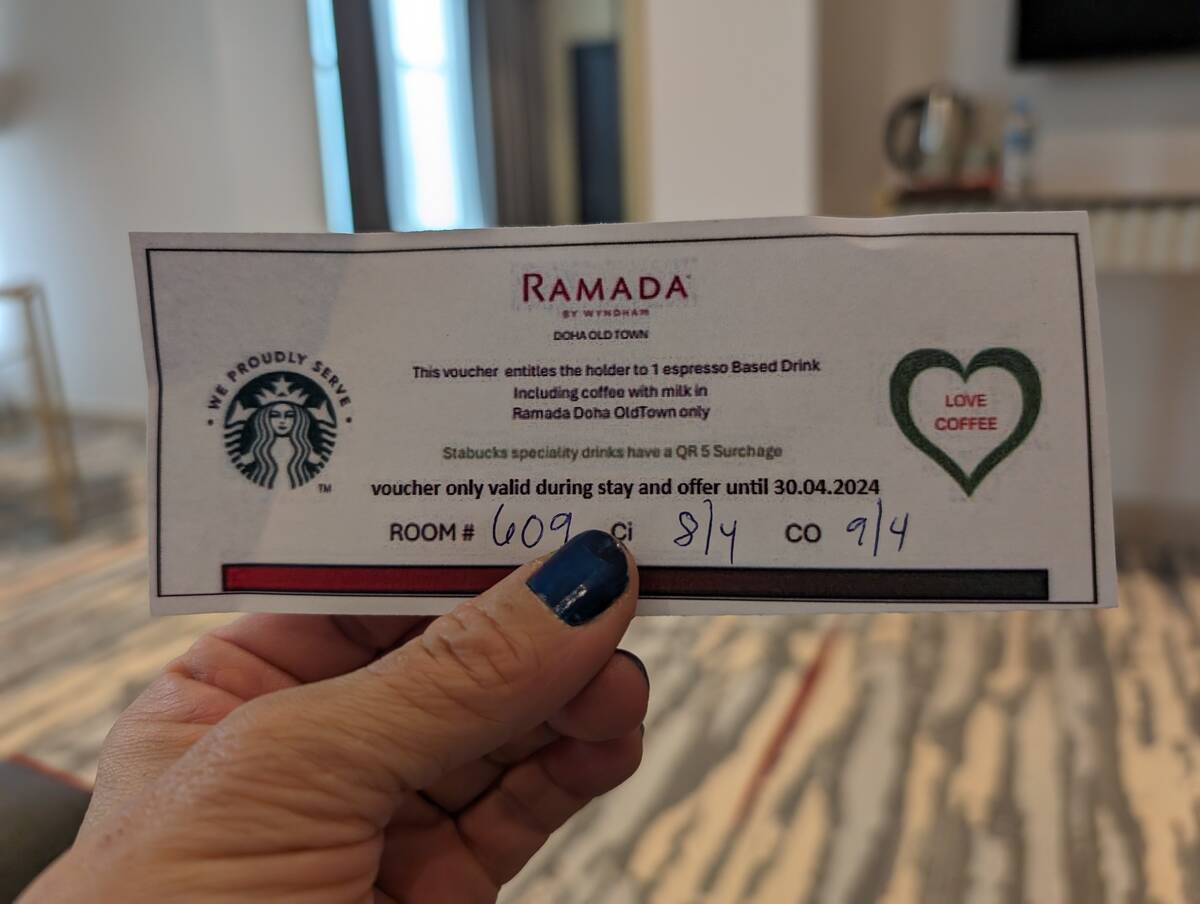 RAMADA
BY WYNDHAM
DOHA OLD TOWN
WE PROUDLY SERVE
TM
This voucher entitles the holder to 1 espresso Based Drink
Including coffee with milk in
Ramada Doha OldTown only
LOVE
COFFEE
Stabucks speciality drinks have a QR 5 Surchage
voucher only valid during stay and offer until 30.04.2024
ROOM # 609 Ci 8/4 CO 9/4